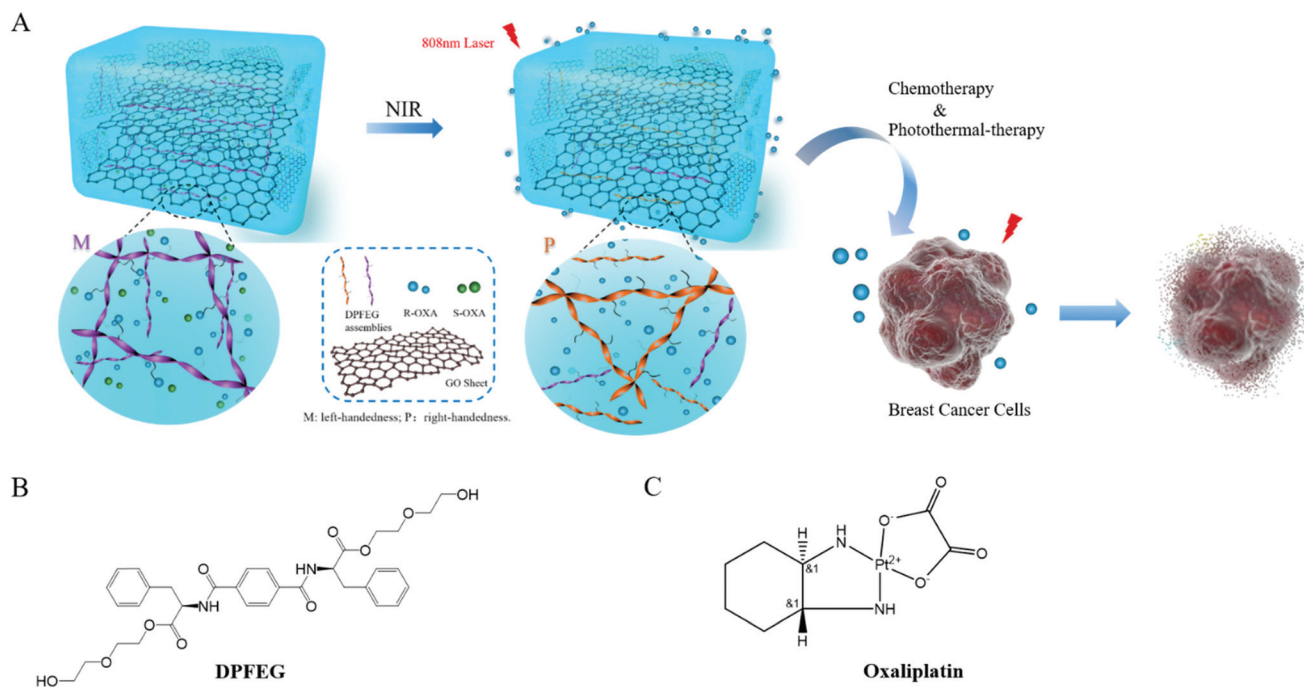 A
808nm Laser
NIR
Chemotherapy
&
Photothermal-therapy
M
P
DPFEG
assemblies
R-OXA
S-OXA
GO Sheet
M: left-handedness; P: right-handedness.
Breast Cancer Cells
B
C
OH
O
O
O
HN
O
O
NH
O
O
O
HO
DPFEG
H
H
N
&1
&1
H
NH
Pt2+
O-
O-
O
O
Oxaliplatin